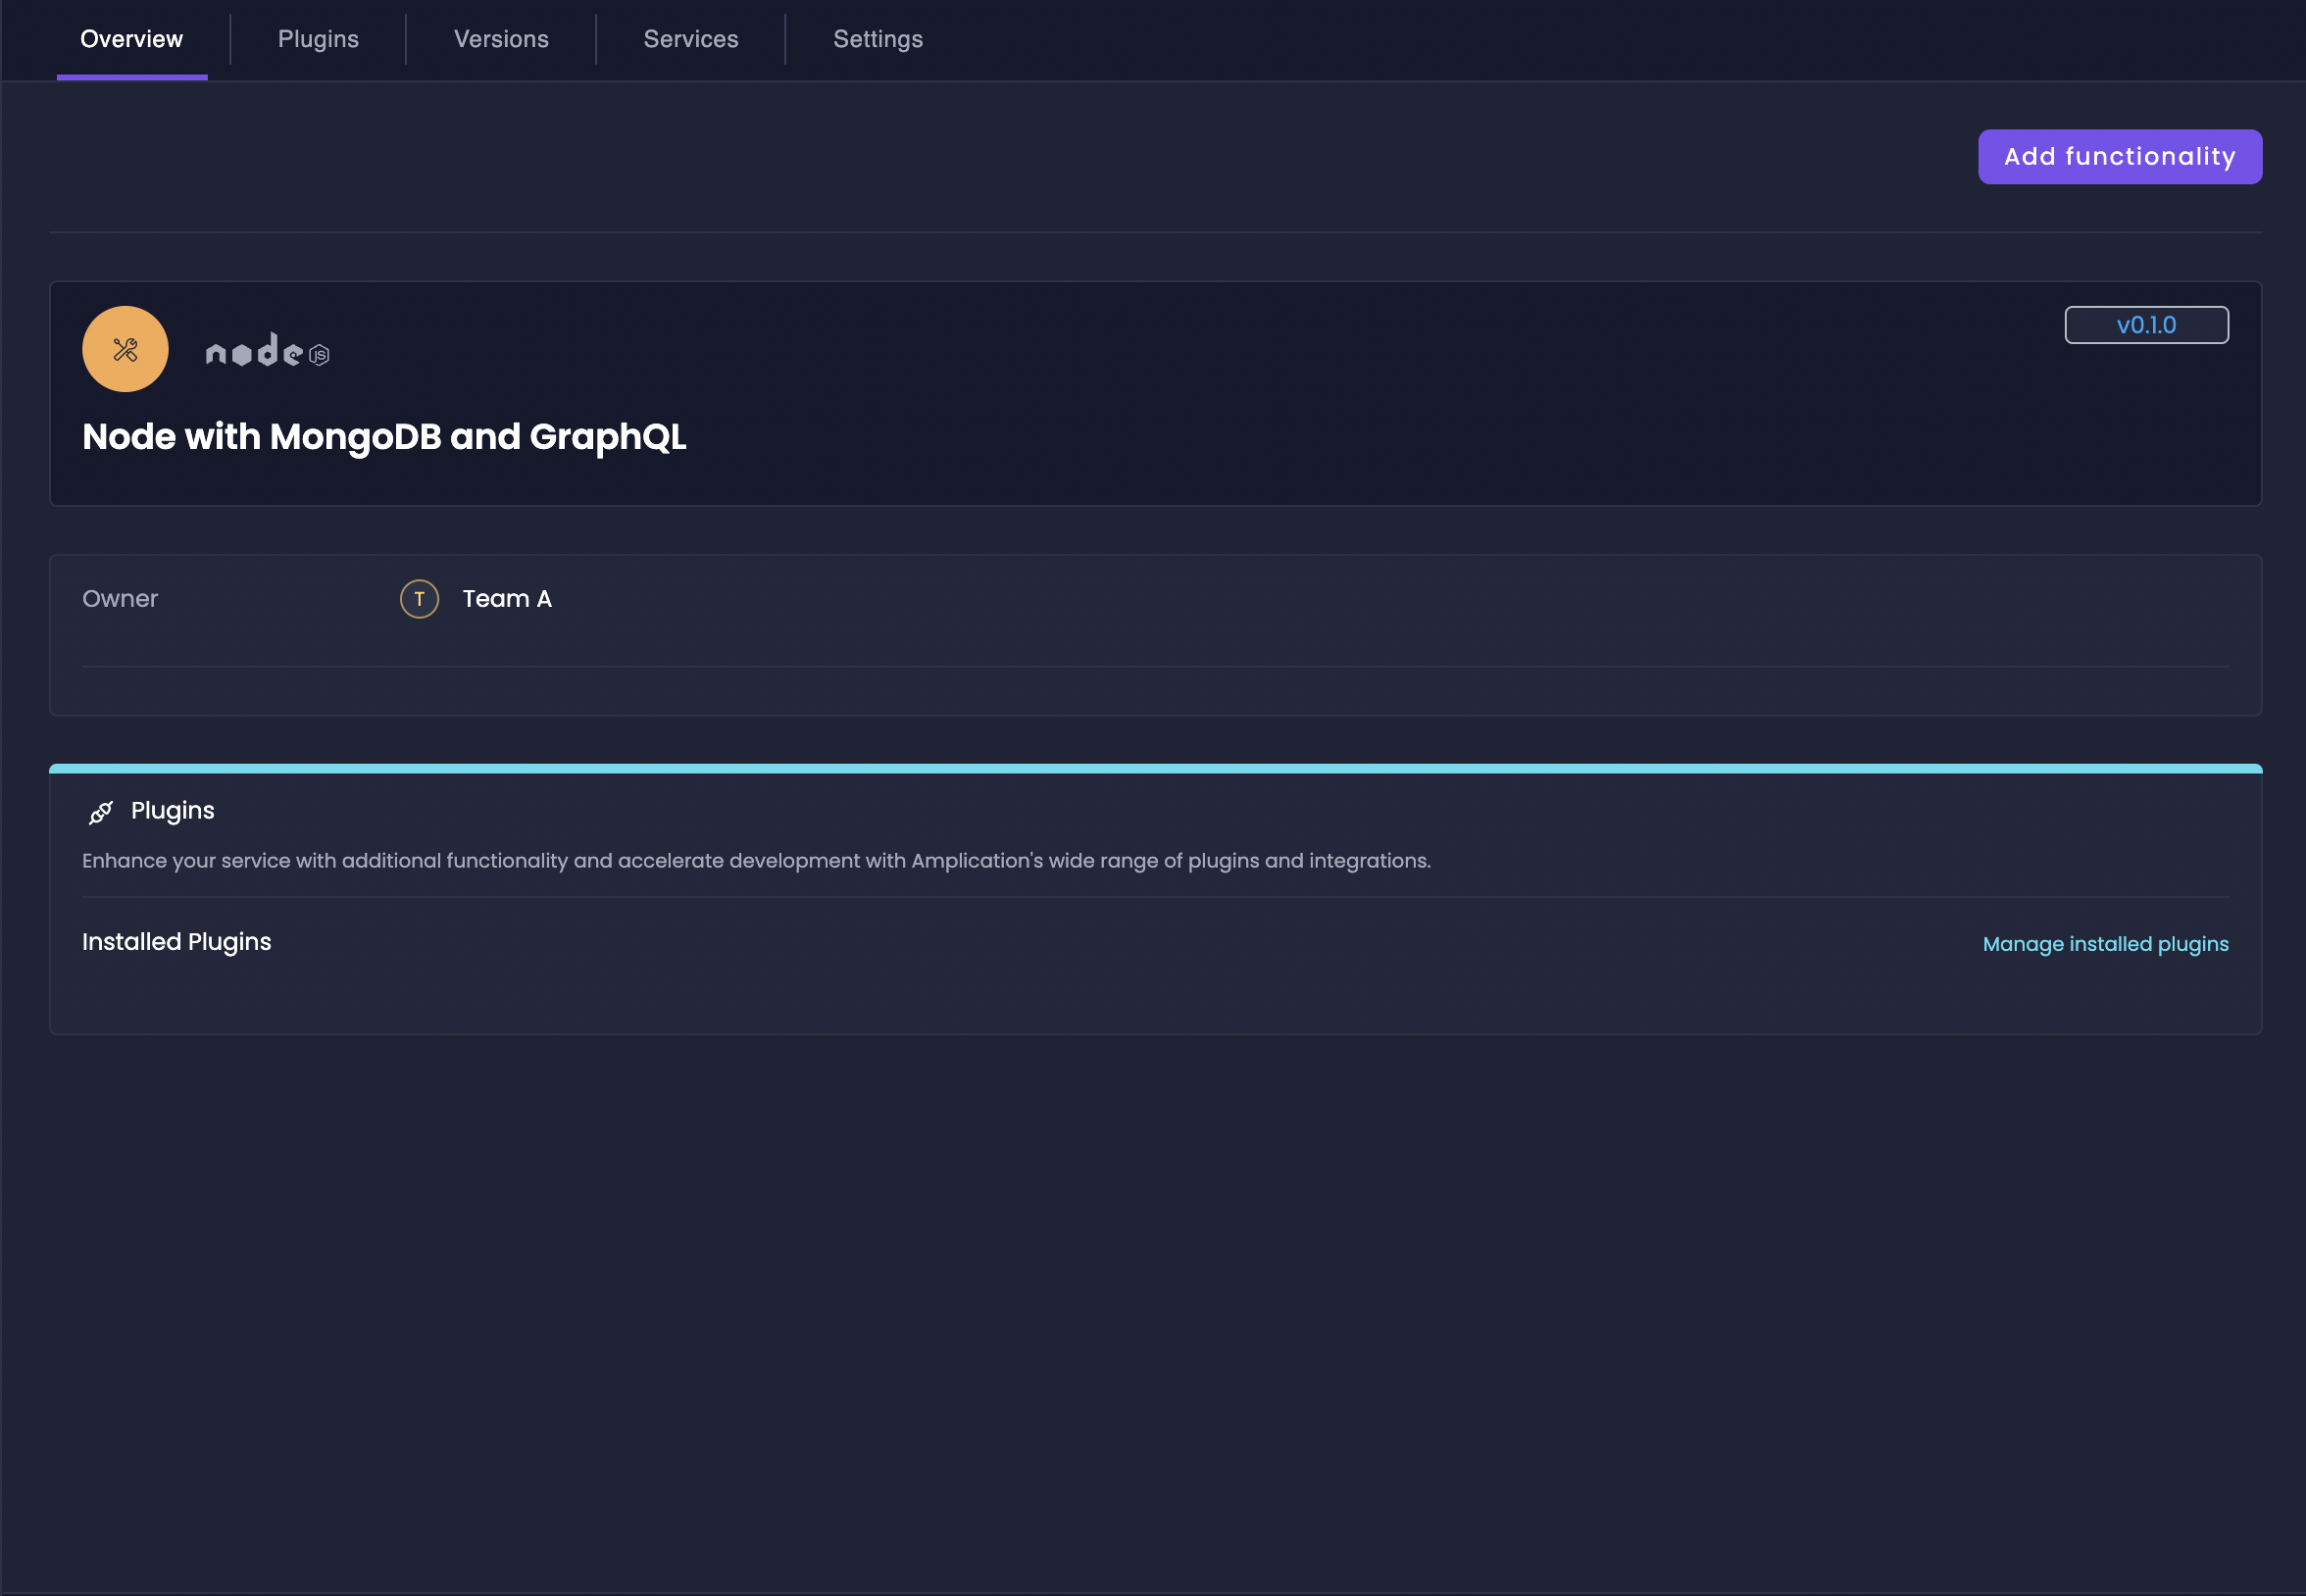 Overview
Plugins
Versions
Services
Settings
Add functionality
node JS
v0.1.0
Node with MongoDB and GraphQL
Owner
T
Team A
Plugins
Enhance your service with additional functionality and accelerate development with Amplication's wide range of plugins and integrations.
Installed Plugins
Manage installed plugins